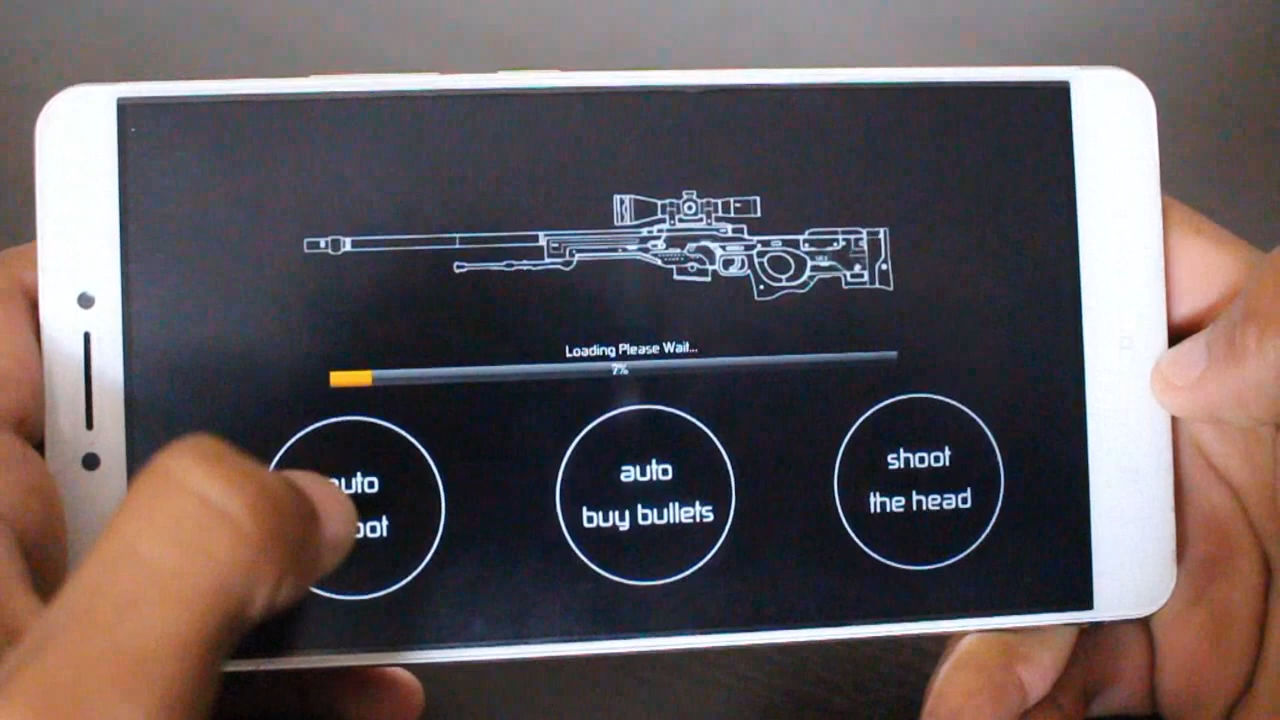 Loading Please Wait...
7%
auto
buy bullets
shoot
the head